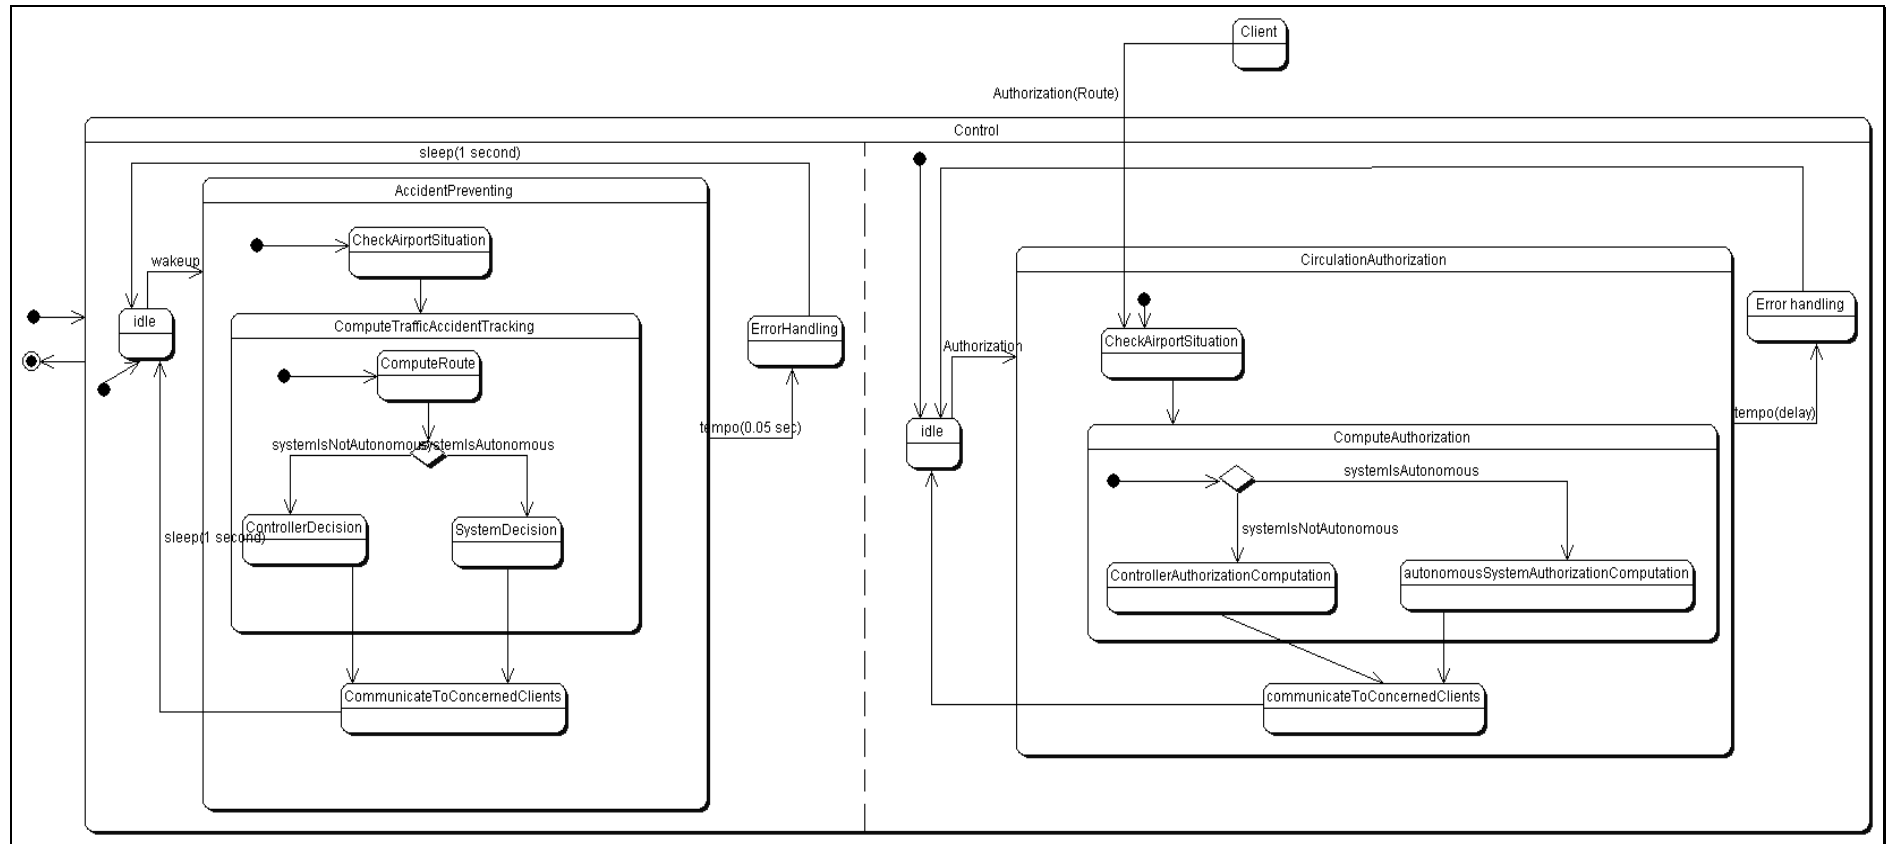 Client
Authorization(Route)
Control
sleep(1 second)
AccidentPreventing
CheckAirportSituation
wakeup
idle
ComputeTrafficAccidentTracking
ErrorHandling
ComputeRoute
tempo(0.05 sec)
systemIsNotAutonomous
systemIsAutonomous
ControllerDecision
SystemDecision
sleep(1 second)
CommunicateToConcernedClients
CirculationAuthorization
Error handling
CheckAirportSituation
Authorization
tempo(delay)
idle
ComputeAuthorization
systemIsAutonomous
systemIsNotAutonomous
ControllerAuthorizationComputation
autonomousSystemAuthorizationComputation
communicateToConcernedClients